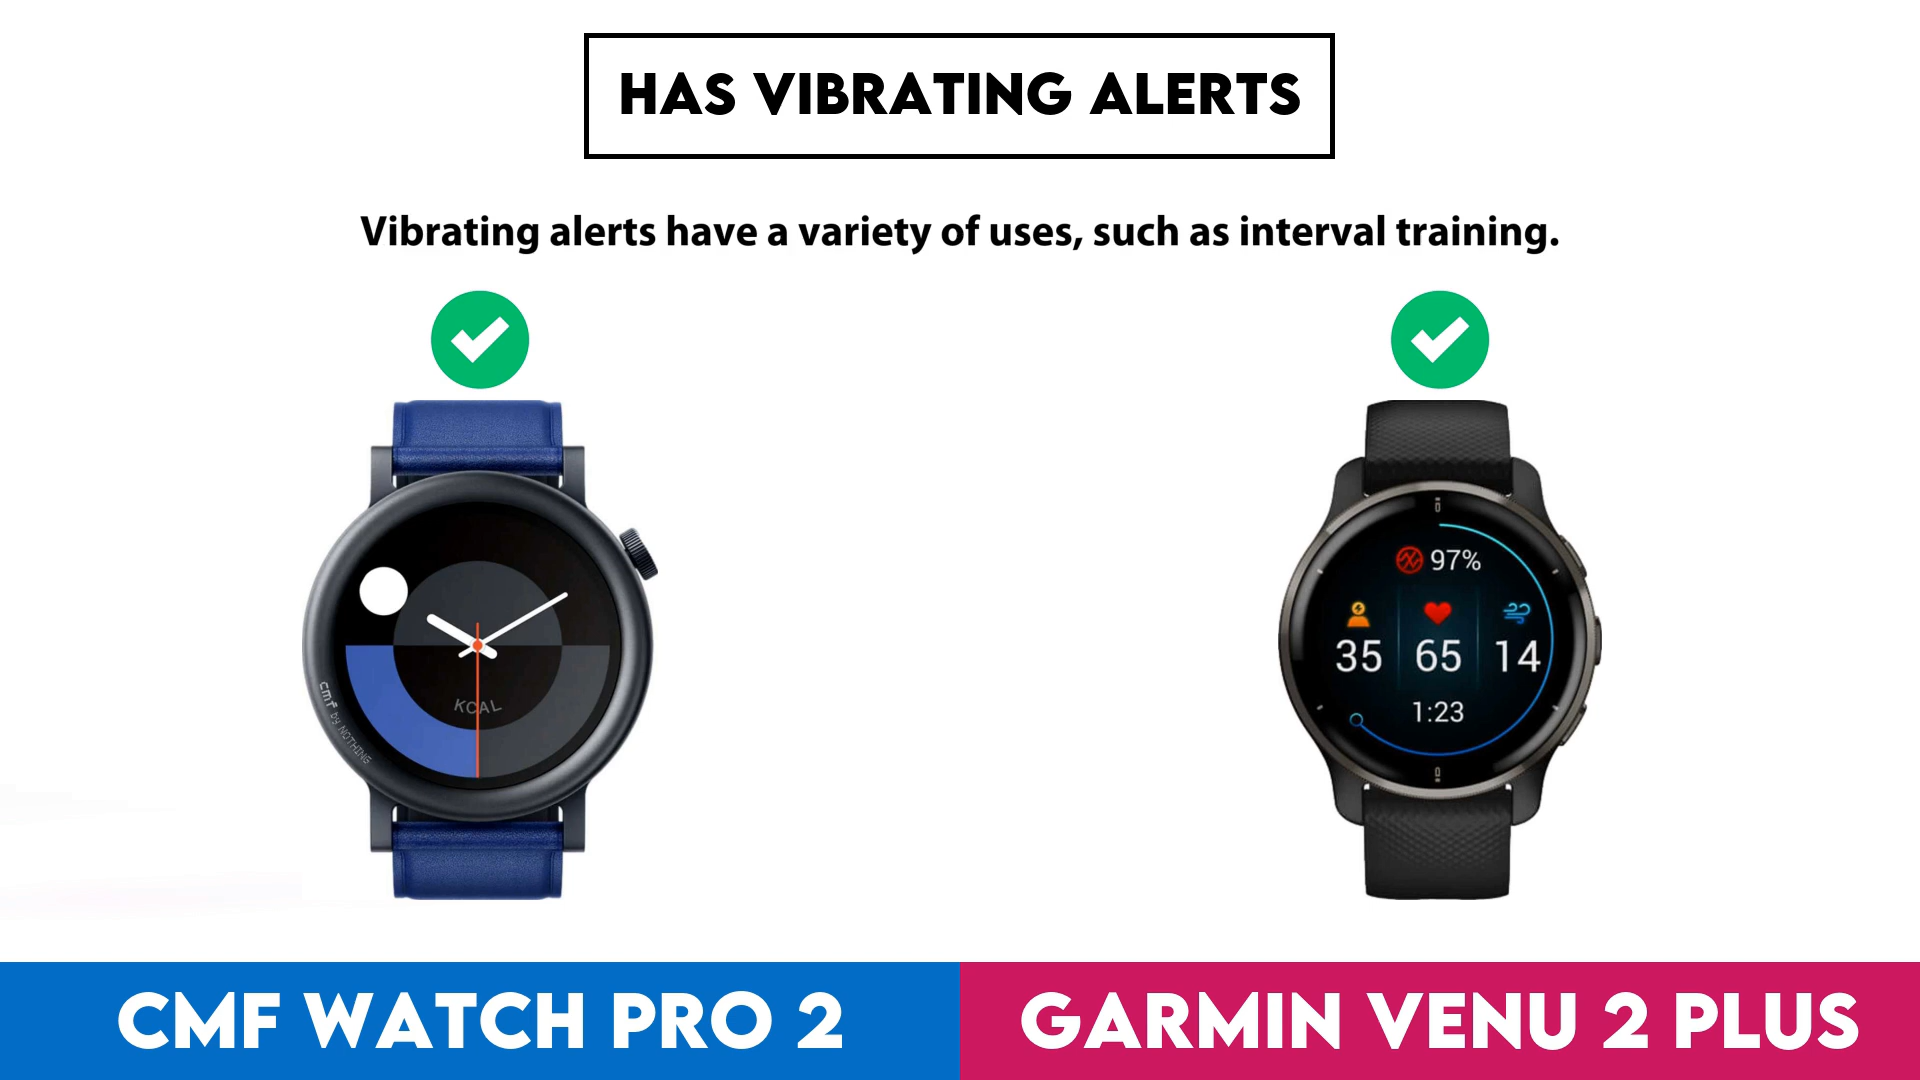 HAS VIBRATING ALERTS
Vibrating alerts have a variety of uses, such as interval training.
KCAL
cmf by NOTHING
97%
35 65 14
1:23
CMF WATCH PRO 2
GARMIN VENU 2 PLUS